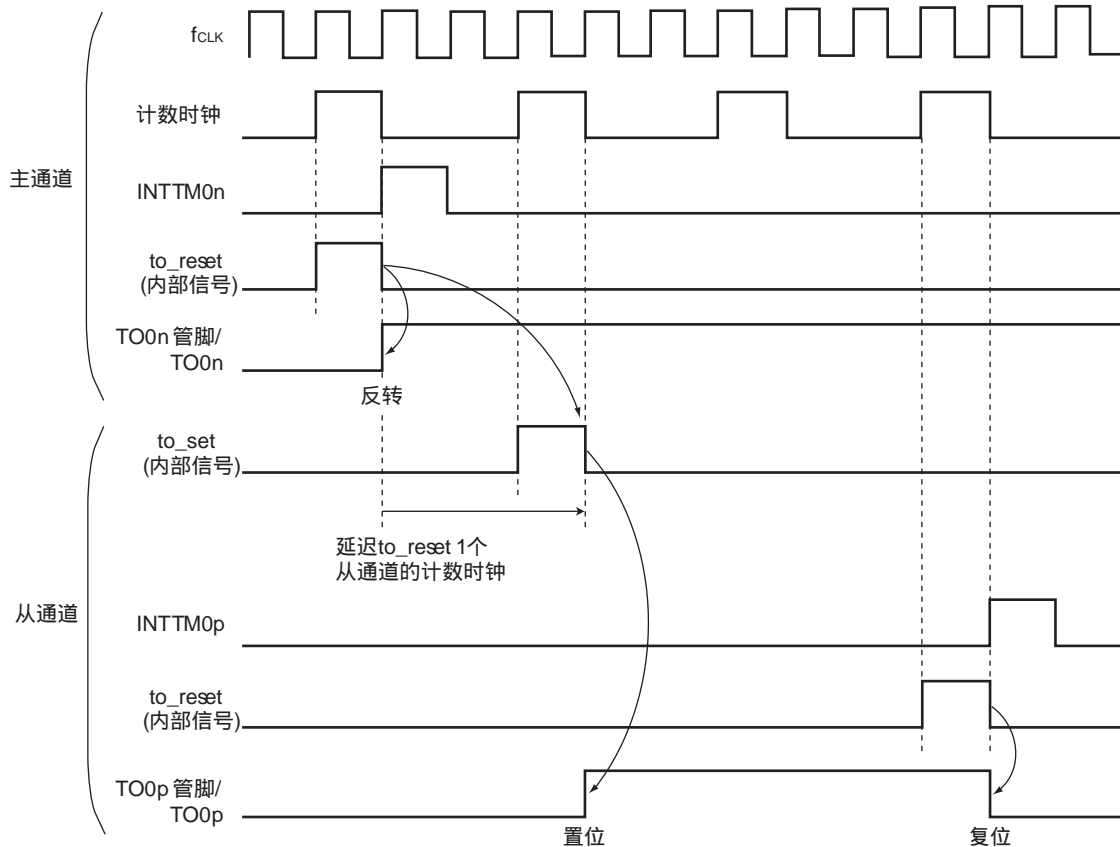 fCLK
计数时钟
主通道
INTTM0n
to_reset
(内部信号)
TO0n 管脚/
TO0n
反转
to_set
(内部信号)
延迟to_reset 1个
从通道的计数时钟
从通道
INTTM0p
to_reset
(内部信号)
TO0p 管脚/
TO0p
置位
复位